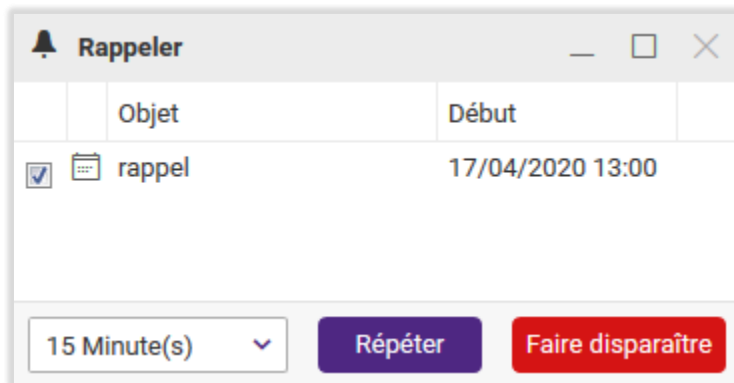 Rappeler
Objet Début
rappel 17/04/2020 13:00
15 Minute(s) Répéter Faire disparaître